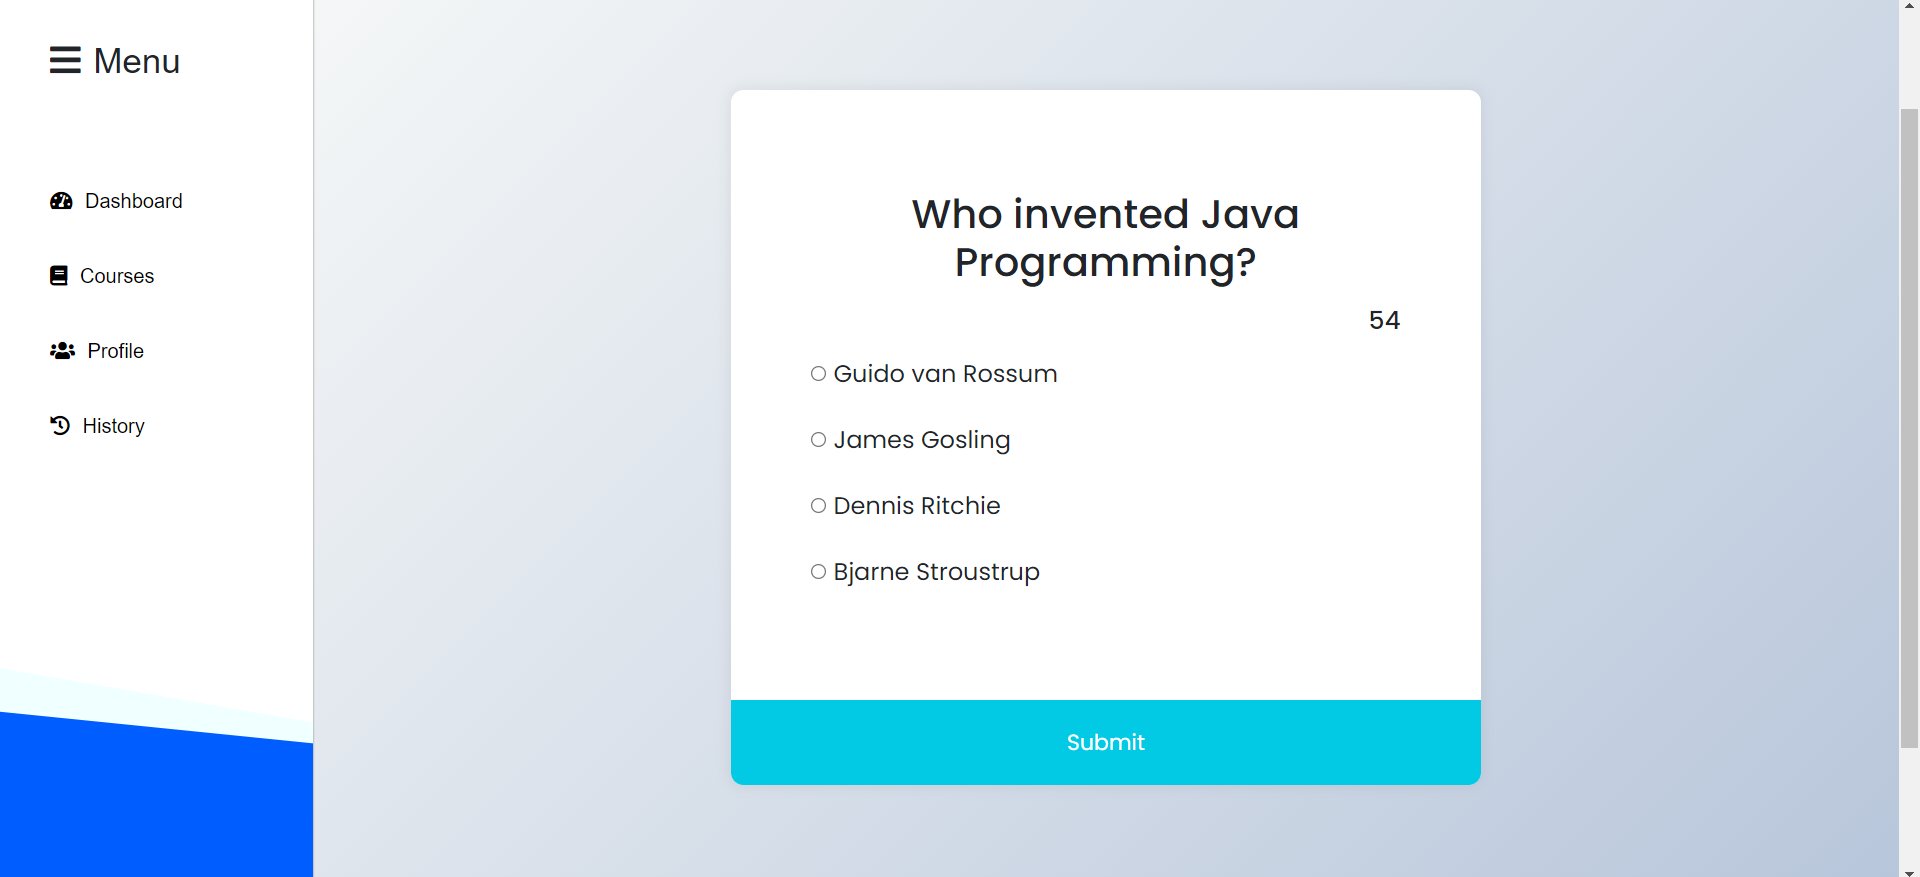 Menu
Dashboard
Courses
Profile
History
Who invented Java
Programming?
54
Guido van Rossum
James Gosling
Dennis Ritchie
Bjarne Stroustrup
Submit